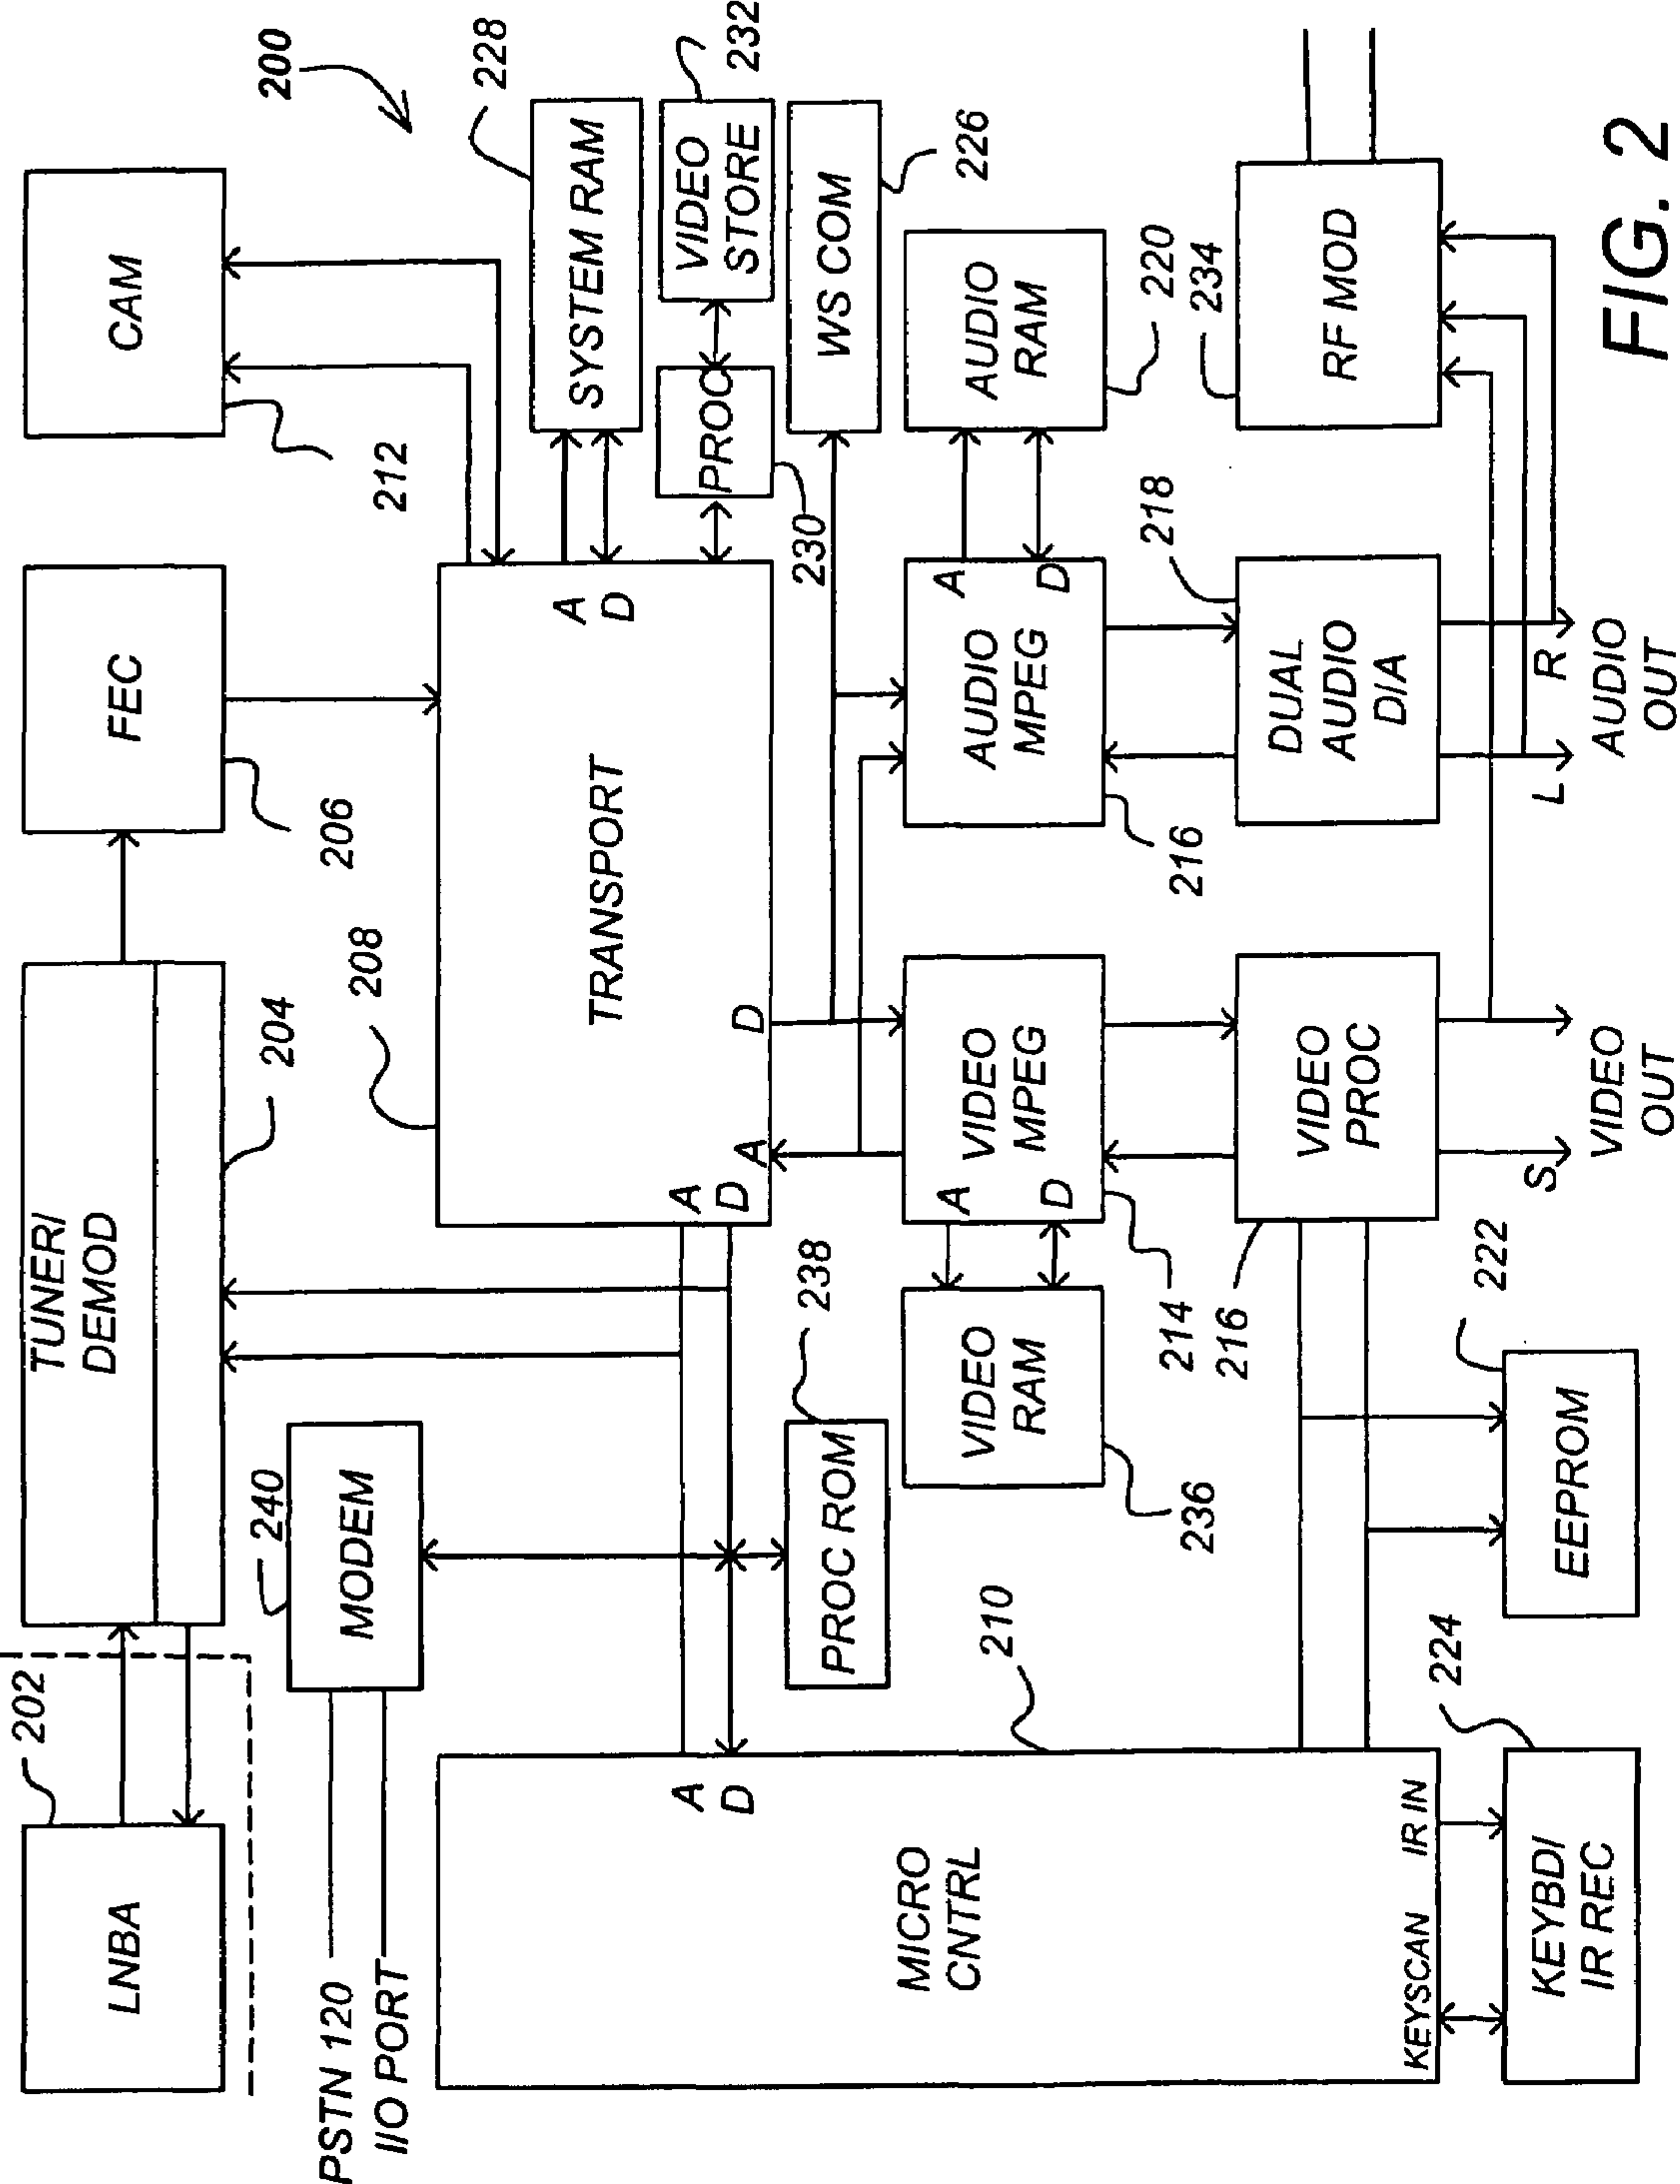 200
LNBA
202
TUNER/
DEMOD
204
FEC
206
CAM
212
PSTN 120
I/O PORT
MODEM
240
208
TRANSPORT
A
D
A
D
A
D
SYSTEM RAM
228
PROC
230
VIDEO
STORE
232
WS COM
226
PROC ROM
238
MICRO
CNTRL
210
A
D
KEYSCAN
IR IN
VIDEO
RAM
236
VIDEO
MPEG
A
D
214
AUDIO
MPEG
A
D
216
AUDIO
RAM
220
VIDEO
PROC
216
DUAL
AUDIO
D/A
218
RF MOD
234
KEYBD/
IR REC
224
EEPROM
222
S
VIDEO
OUT
L
R
AUDIO
OUT
FIG. 2